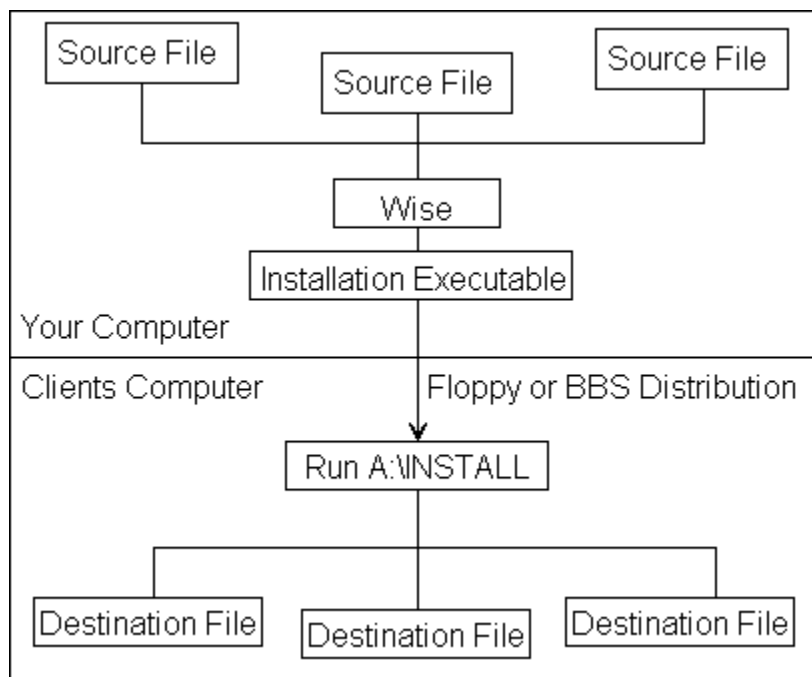 Source File
Source File
Source File
Wise
Installation Executable
Your Computer
Clients Computer
Floppy or BBS Distribution
Run A:\INSTALL
Destination File
Destination File
Destination File